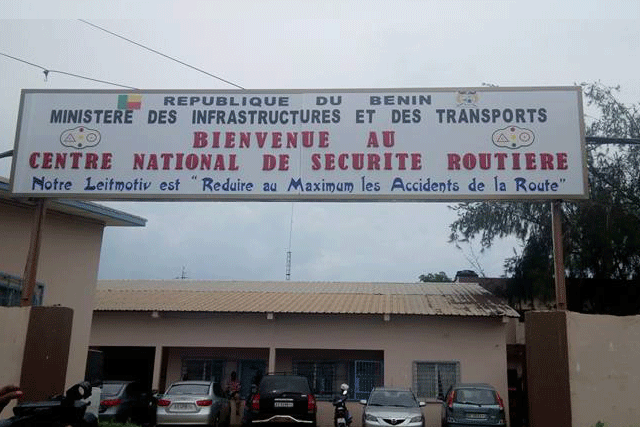 REPUBLIQUE DU BENIN
MINISTERE DES INFRASTRUCTURES ET DES TRANSPORTS
BIENVENUE AU
CENTRE NATIONAL DE SECURITE ROUTIERE
Notre Leitmotiv est "Reduire au Maximum les Accidents de la Route"